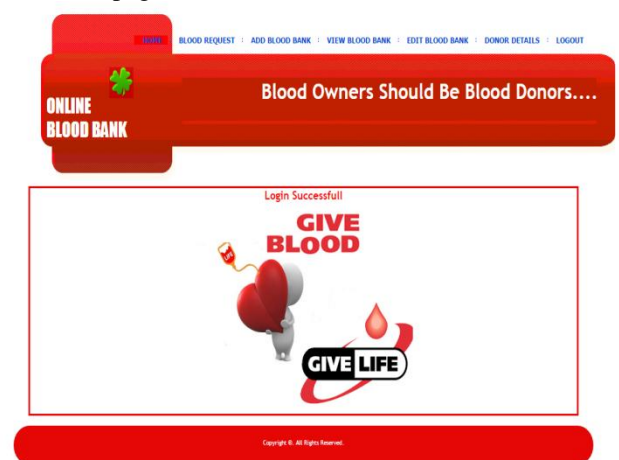 HOME BLOOD REQUEST ADD BLOOD BANK VIEW BLOOD BANK EDIT BLOOD BANK DONOR DETAILS LOGOUT
Blood Owners Should Be Blood Donors....
ONLINE
BLOOD BANK
Login Successfull
GIVE
BLOOD
LIFE
GIVE LIFE
Copyright ©. All Rights Reserved.